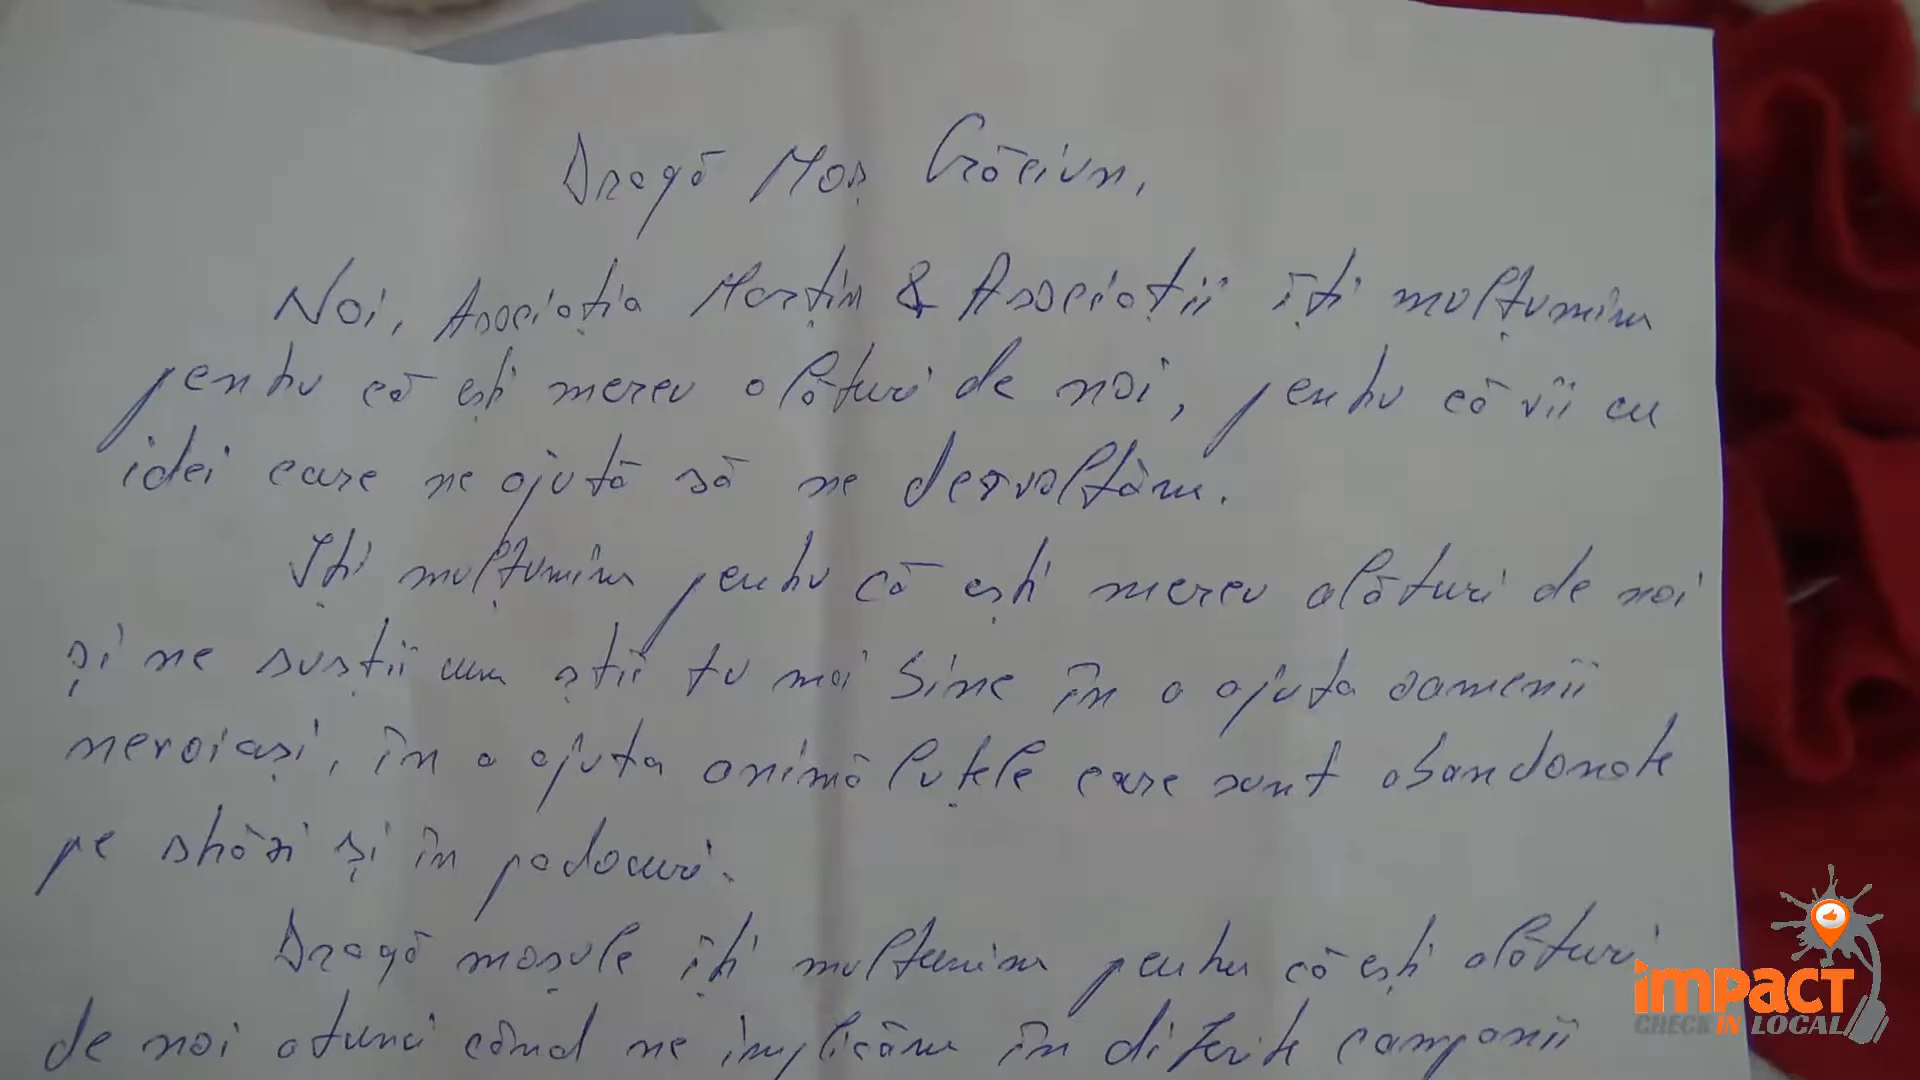 Dragă Moș Crăciun,
Noi, Asociația Marțin & Asociații îți mulțumim
pentru că ești mereu alături de noi, pentru că vii cu
idei care ne ajută să ne dezvoltăm.
Îți mulțumim pentru că ești mereu alături de noi
și ne susții cum știi tu mai bine în a ajuta oamenii
nevoiași, în a ajuta animăluțele care sunt abandonate
pe străzi și în padocuri.
Dragă moșule îți multumim pentru că ești alături
de noi atunci când ne implicăm în diferite campanii
impact
CHECK IN LOCAL